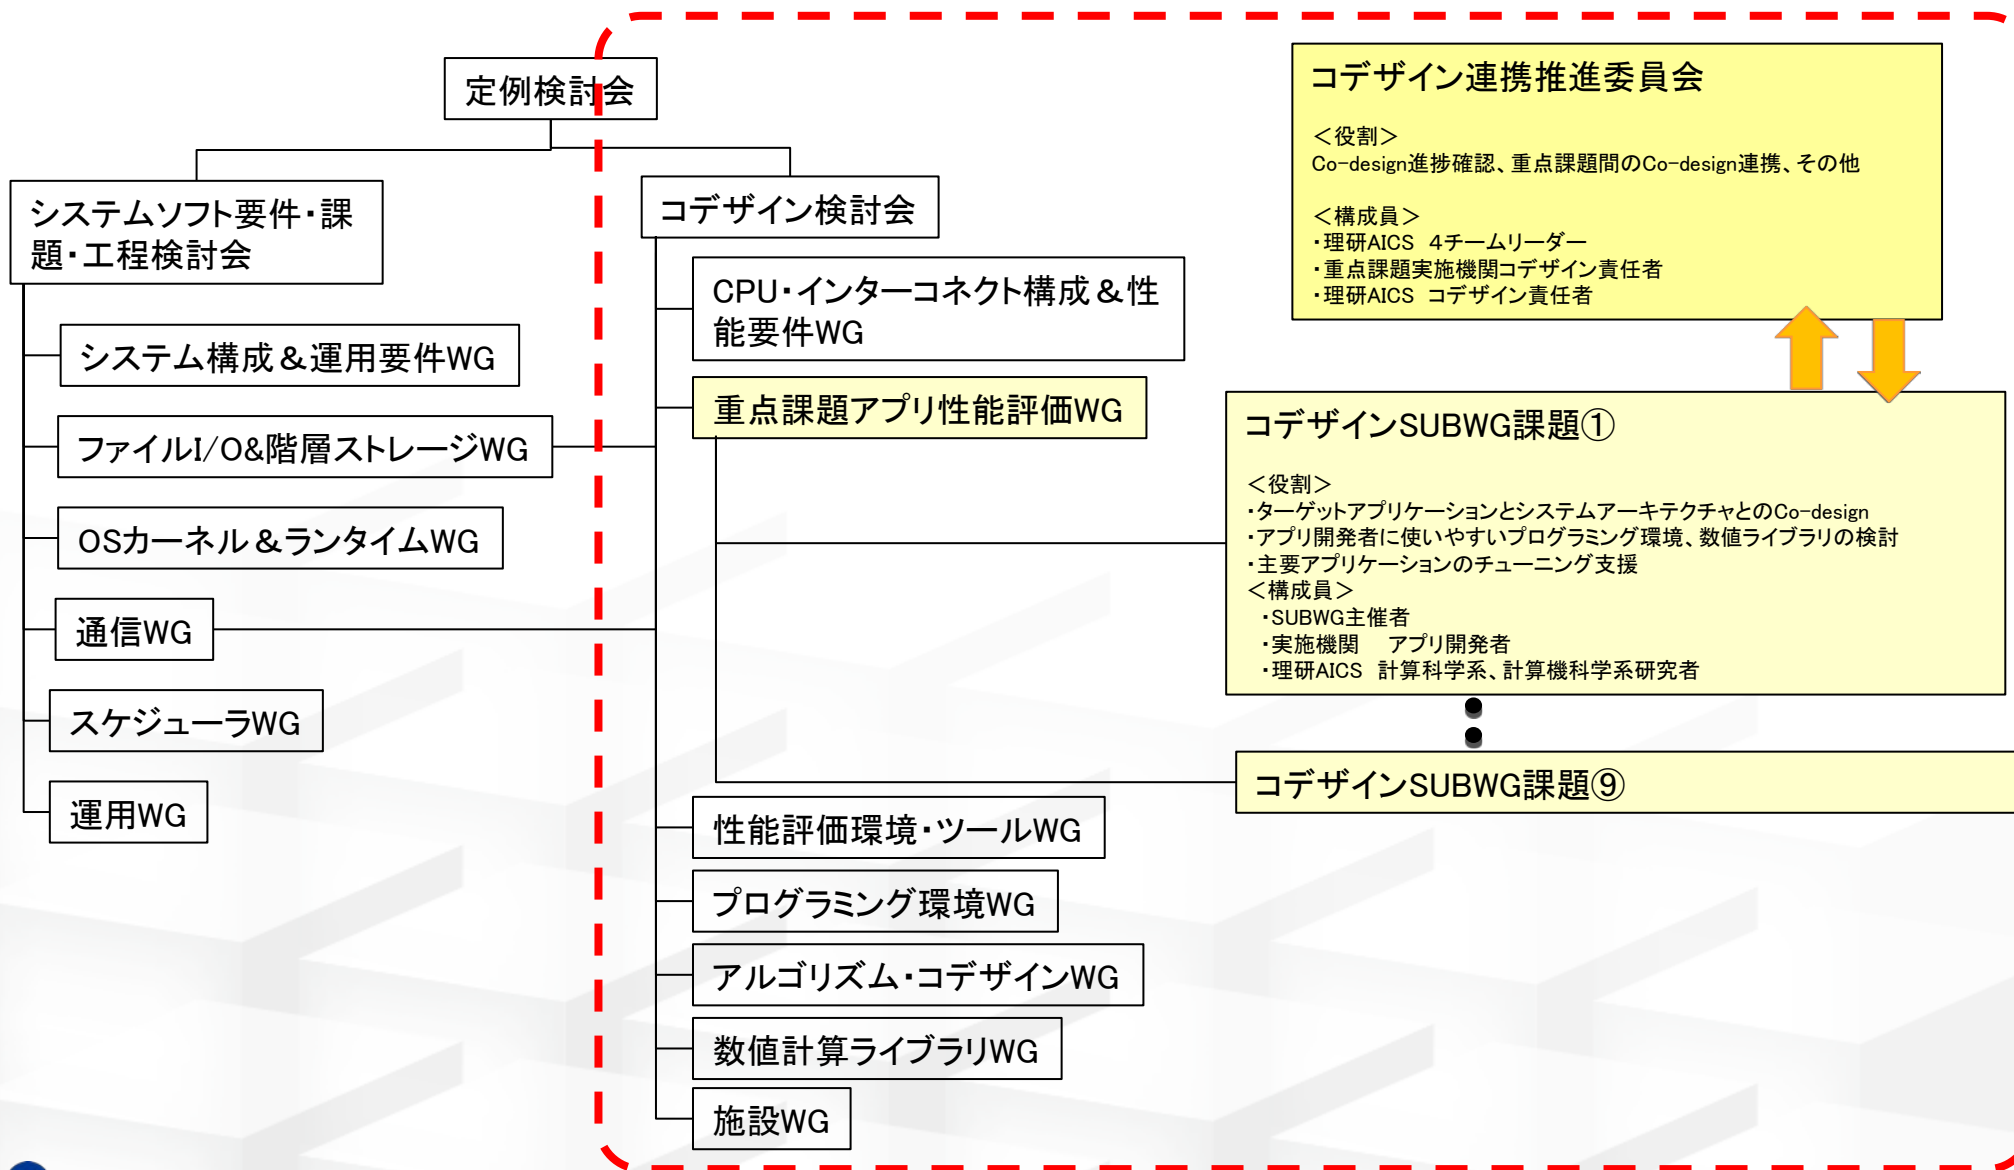 定例検討会
システムソフト要件・課
題・工程検討会
システム構成＆運用要件WG
ファイルI/O&階層ストレージWG
OSカーネル＆ランタイムWG
通信WG
スケジューラWG
運用WG
コデザイン検討会
CPU・インターコネクト構成＆性
能要件WG
重点課題アプリ性能評価WG
性能評価環境・ツールWG
プログラミング環境WG
アルゴリズム・コデザインWG
数値計算ライブラリWG
施設WG
コデザイン連携推進委員会
＜役割＞
Co-design進捗確認、重点課題間のCo-design連携、その他
＜構成員＞
・理研AICS 4チームリーダー
・重点課題実施機関コデザイン責任者
・理研AICS コデザイン責任者
コデザインSUBWG課題①
＜役割＞
・ターゲットアプリケーションとシステムアーキテクチャとのCo-design
・アプリ開発者に使いやすいプログラミング環境、数値ライブラリの検討
・主要アプリケーションのチューニング支援
＜構成員＞
・SUBWG主催者
・実施機関 アプリ開発者
・理研AICS 計算科学系、計算機科学系研究者
コデザインSUBWG課題⑨